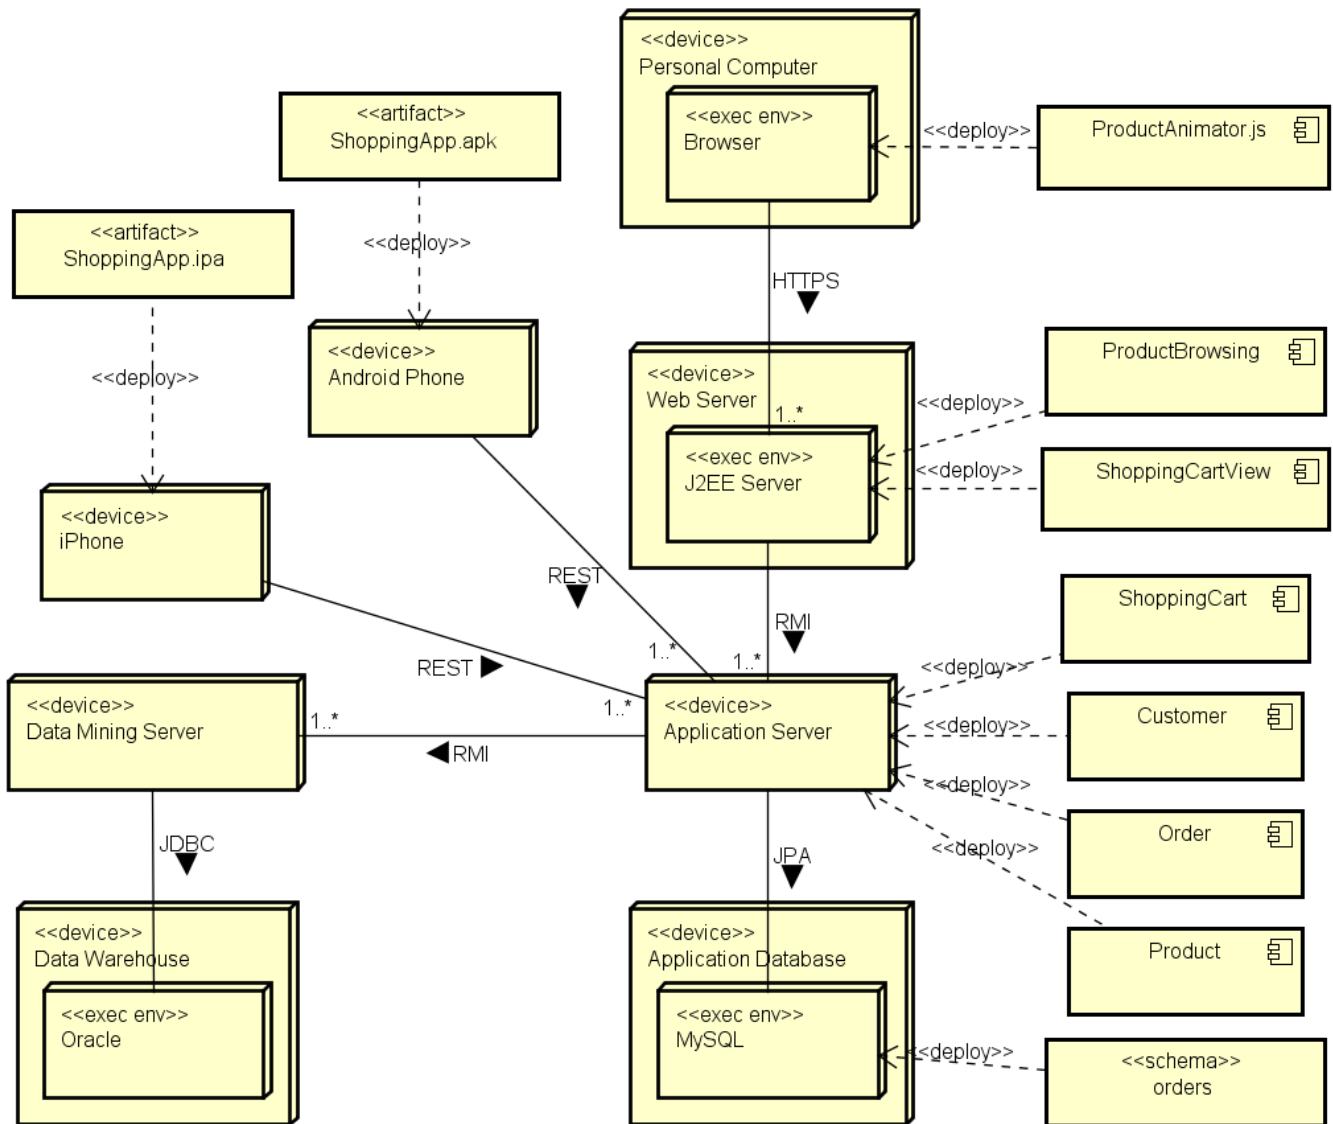 <<device>>
Personal Computer
<<exec env>>
Browser
<<deploy>>
ProductAnimator.js
<<artifact>>
ShoppingApp.apk
<<deploy>>
<<artifact>>
ShoppingApp.ipa
<<deploy>>
HTTPS
<<device>>
Android Phone
<<device>>
Web Server
1..*
<<exec env>>
J2EE Server
<<deploy>>
ProductBrowsing
<<deploy>>
ShoppingCartView
<<device>>
iPhone
REST
REST
RMI
1..*
1..*
1..*
<<deploy>>
ShoppingCart
<<device>>
Data Mining Server
1..*
RMI
<<device>>
Application Server
<<deploy>>
Customer
<<deploy>>
Order
<<deploy>>
Product
JDBC
JPA
<<device>>
Data Warehouse
<<exec env>>
Oracle
<<device>>
Application Database
<<exec env>>
MySQL
<<deploy>>
<<schema>>
orders